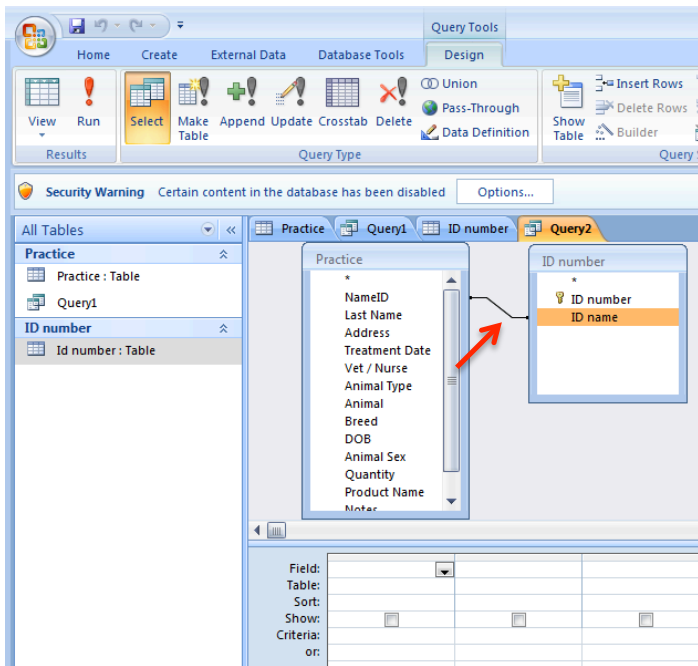 Query Tools
Home Create External Data Database Tools Design
View Run Select Make Table Append Update Crosstab Delete
Union
Pass-Through
Data Definition
Show Table
Insert Rows
Delete Rows
Builder
Results Query Type Query
Security Warning Certain content in the database has been disabled Options...
All Tables
Practice
Practice : Table
Query1
ID number
Id number : Table
Practice Query1 ID number Query2
Practice
*
NameID
Last Name
Address
Treatment Date
Vet / Nurse
Animal Type
Animal
Breed
DOB
Animal Sex
Quantity
Product Name
Notes
ID number
*
ID number
ID name
Field:
Table:
Sort:
Show:
Criteria:
or: